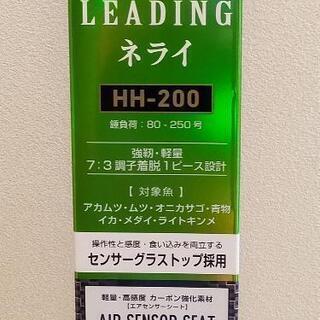 LEADING
ネライ
HH-200
錘負荷：80-250号
強靭・軽量
7：3調子着脱1ピース設計
【対象魚】
アカムツ・ムツ・オニカサゴ・青物
イカ・メダイ・ライトキンメ
操作性と感度・食い込みを両立する
センサーグラストップ採用
軽量・高感度 カーボン強化素材
【エアセンサーシート】
AIR SENSOR SEAT